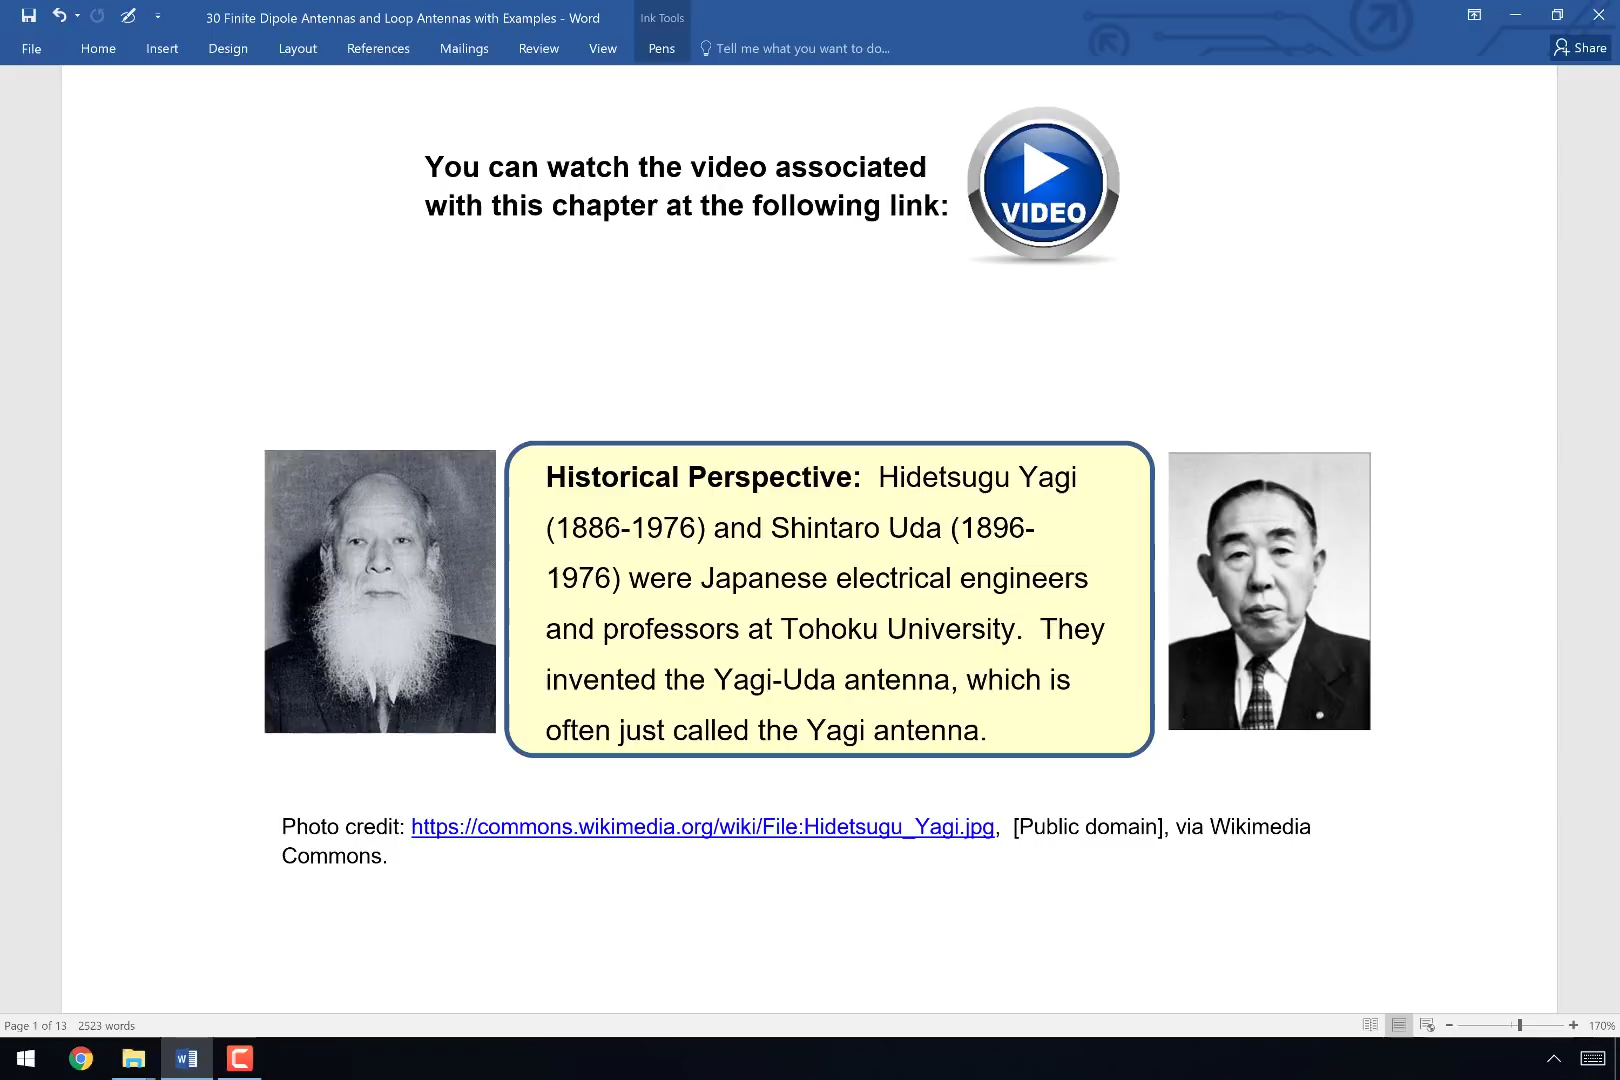 30 Finite Dipole Antennas and Loop Antennas with Examples - Word
Ink Tools
File Home Insert Design Layout References Mailings Review View Pens Tell me what you want to do... Share
You can watch the video associated
with this chapter at the following link:
VIDEO
Historical Perspective: Hidetsugu Yagi
(1886-1976) and Shintaro Uda (1896-
1976) were Japanese electrical engineers
and professors at Tohoku University. They
invented the Yagi-Uda antenna, which is
often just called the Yagi antenna.
Photo credit: https://commons.wikimedia.org/wiki/File:Hidetsugu_Yagi.jpg, [Public domain], via Wikimedia
Commons.
Page 1 of 13 2523 words
170%